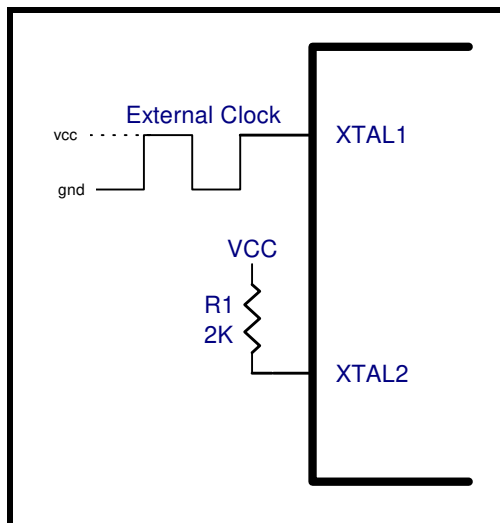 External Clock
vcc
XTAL1
gnd
VCC
R1
2K
XTAL2